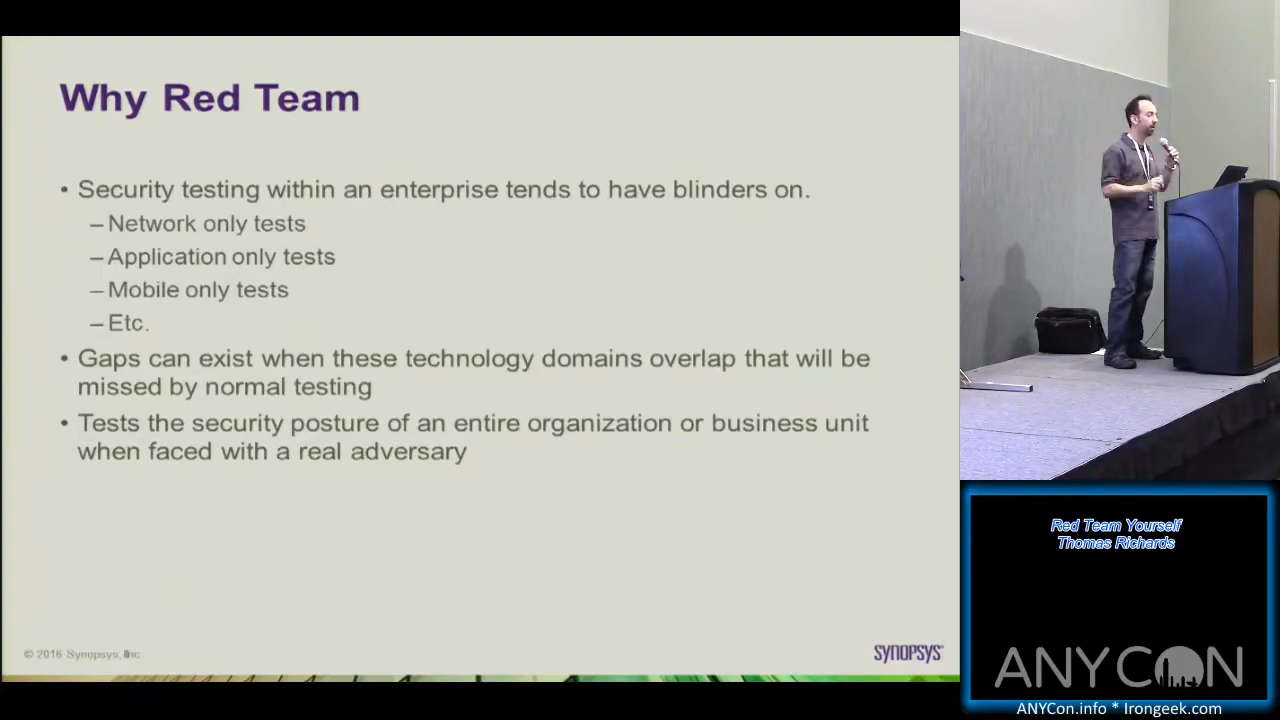 Why Red Team
• Security testing within an enterprise tends to have blinders on.
– Network only tests
– Application only tests
– Mobile only tests
– Etc.
• Gaps can exist when these technology domains overlap that will be
missed by normal testing
• Tests the security posture of an entire organization or business unit
when faced with a real adversary
© 2016 Synopsys, Inc.
SYNOPSYS®
Red Team Yourself
Thomas Richards
ANYCON
ANYCon.info * Irongeek.com